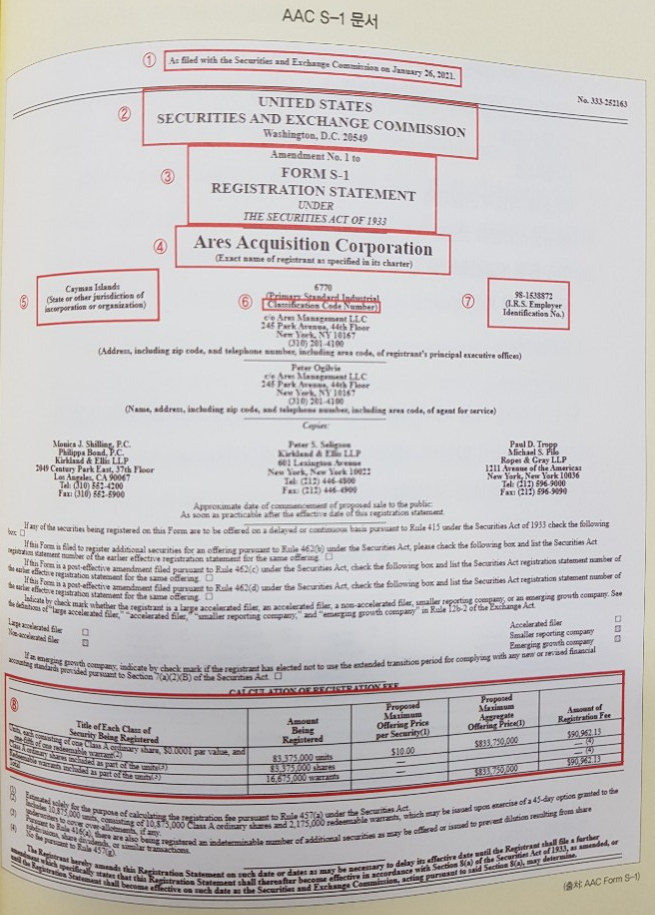 AAC S-1 문서
① As filed with the Securities and Exchange Commission on January 26, 2021.
No. 333-252163
② UNITED STATES
SECURITIES AND EXCHANGE COMMISSION
Washington, D.C. 20549
③ Amendment No. 1 to
FORM S-1
REGISTRATION STATEMENT
UNDER
THE SECURITIES ACT OF 1933
④ Ares Acquisition Corporation
(Exact name of registrant as specified in its charter)
⑤ Cayman Islands
(State or other jurisdiction of
incorporation or organization)
⑥ 6770
(Primary Standard Industrial
Classification Code Number)
⑦ 98-1538872
(I.R.S. Employer
Identification No.)
c/o Ares Management LLC
245 Park Avenue, 44th Floor
New York, NY 10167
(310) 201-4100
(Address, including zip code, and telephone number, including area code, of registrant's principal executive offices)
Peter Ogilvie
c/o Ares Management LLC
245 Park Avenue, 44th Floor
New York, NY 10167
(310) 201-4100
(Name, address, including zip code, and telephone number, including area code, of agent for service)
Copies:
Monica J. Shilling, P.C.
Philippa Bond, P.C.
Kirkland & Ellis LLP
2049 Century Park East, 37th Floor
Los Angeles, CA 90067
Tel: (310) 552-4200
Fax: (310) 552-5900
Peter S. Seligson
Kirkland & Ellis LLP
601 Lexington Avenue
New York, New York 10022
Tel: (212) 446-4800
Fax: (212) 446-4900
Paul D. Tropp
Michael S. Pilo
Ropes & Gray LLP
1211 Avenue of the Americas
New York, New York 10036
Tel: (212) 596-9000
Fax: (212) 596-9090
Approximate date of commencement of proposed sale to the public:
As soon as practicable after the effective date of this registration statement.
If any of the securities being registered on this Form are to be offered on a delayed or continuous basis pursuant to Rule 415 under the Securities Act of 1933 check the following
box: ☐
If this Form is filed to register additional securities for an offering pursuant to Rule 462(b) under the Securities Act, please check the following box and list the Securities Act
registration statement number of the earlier effective registration statement for the same offering. ☐
If this Form is a post-effective amendment filed pursuant to Rule 462(c) under the Securities Act, check the following box and list the Securities Act registration statement number of
the earlier effective registration statement for the same offering. ☐
If this Form is a post-effective amendment filed pursuant to Rule 462(d) under the Securities Act, check the following box and list the Securities Act registration statement number of
the earlier effective registration statement for the same offering. ☐
Indicate by check mark whether the registrant is a large accelerated filer, an accelerated filer, a non-accelerated filer, smaller reporting company, or an emerging growth company. See
the definitions of "large accelerated filer," "accelerated filer," "smaller reporting company," and "emerging growth company" in Rule 12b-2 of the Exchange Act.
Large accelerated filer ☐ Accelerated filer ☐
Non-accelerated filer ☒ Smaller reporting company ☒
Emerging growth company ☒
If an emerging growth company, indicate by check mark if the registrant has elected not to use the extended transition period for complying with any new or revised financial
accounting standards provided pursuant to Section 7(a)(2)(B) of the Securities Act. ☐
CALCULATION OF REGISTRATION FEE
⑧ Title of Each Class of
Security Being Registered
Amount
Being
Registered
Proposed
Maximum
Offering Price
per Security(1)
Proposed
Maximum
Aggregate
Offering Price(1)
Amount of
Registration Fee
Units, each consisting of one Class A ordinary share, $0.0001 par value, and
one-fifth of one redeemable warrant(2) 83,375,000 units $10.00 $833,750,000 $90,962.13
Class A ordinary shares included as part of the units(3) 83,375,000 shares — — — (4)
Redeemable warrants included as part of the units(3) 16,675,000 warrants — — — (4)
Total $833,750,000 $90,962.13
(1) Estimated solely for the purpose of calculating the registration fee pursuant to Rule 457(a) under the Securities Act.
(2) Includes 10,875,000 units, consisting of 10,875,000 Class A ordinary shares and 2,175,000 redeemable warrants, which may be issued upon exercise of a 45-day option granted to the
underwriters to cover over-allotments, if any.
(3) Pursuant to Rule 416(a), there are also being registered an indeterminable number of additional securities as may be offered or issued to prevent dilution resulting from share
subdivisions, share dividends, or similar transactions.
(4) No fee pursuant to Rule 457(g).
The Registrant hereby amends this Registration Statement on such date or dates as may be necessary to delay its effective date until the Registrant shall file a further
amendment which specifically states that this Registration Statement shall thereafter become effective in accordance with Section 8(a) of the Securities Act of 1933, as amended, or
until the Registration Statement shall become effective on such date as the Securities and Exchange Commission, acting pursuant to said Section 8(a), may determine.
(출처: AAC Form S-1)